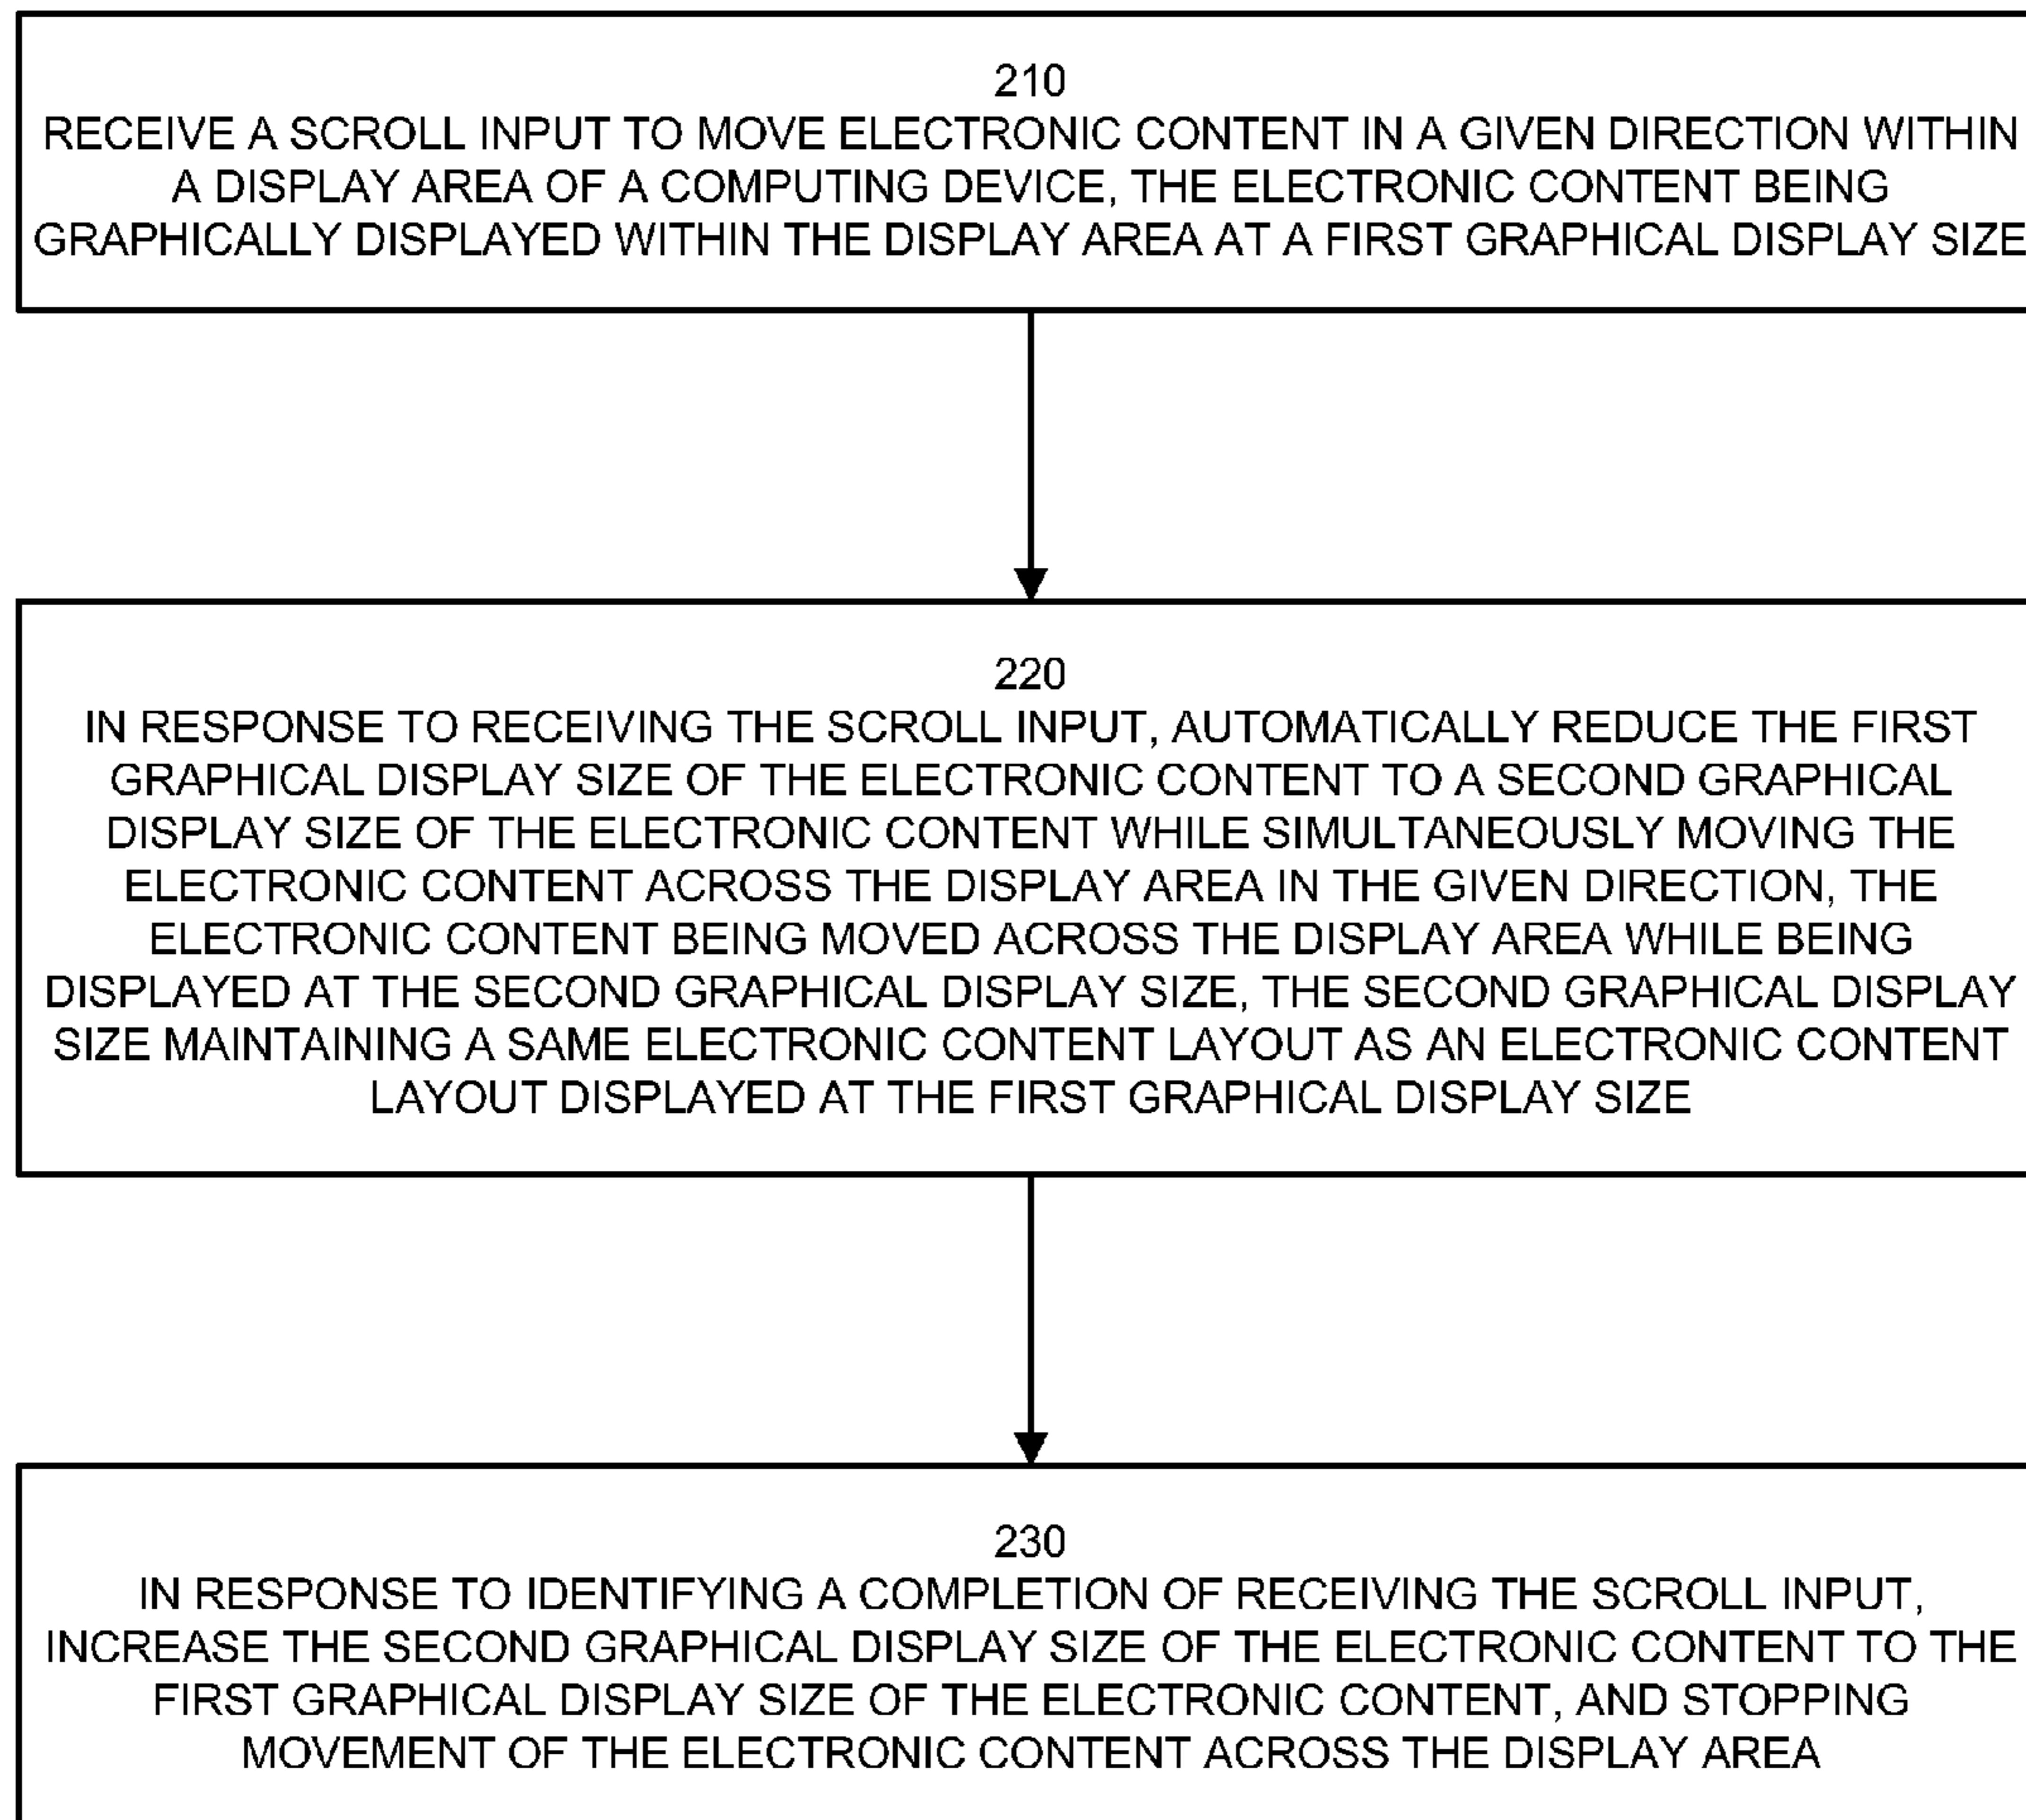 210
RECEIVE A SCROLL INPUT TO MOVE ELECTRONIC CONTENT IN A GIVEN DIRECTION WITHIN
A DISPLAY AREA OF A COMPUTING DEVICE, THE ELECTRONIC CONTENT BEING
GRAPHICALLY DISPLAYED WITHIN THE DISPLAY AREA AT A FIRST GRAPHICAL DISPLAY SIZE
220
IN RESPONSE TO RECEIVING THE SCROLL INPUT, AUTOMATICALLY REDUCE THE FIRST
GRAPHICAL DISPLAY SIZE OF THE ELECTRONIC CONTENT TO A SECOND GRAPHICAL
DISPLAY SIZE OF THE ELECTRONIC CONTENT WHILE SIMULTANEOUSLY MOVING THE
ELECTRONIC CONTENT ACROSS THE DISPLAY AREA IN THE GIVEN DIRECTION, THE
ELECTRONIC CONTENT BEING MOVED ACROSS THE DISPLAY AREA WHILE BEING
DISPLAYED AT THE SECOND GRAPHICAL DISPLAY SIZE, THE SECOND GRAPHICAL DISPLAY
SIZE MAINTAINING A SAME ELECTRONIC CONTENT LAYOUT AS AN ELECTRONIC CONTENT
LAYOUT DISPLAYED AT THE FIRST GRAPHICAL DISPLAY SIZE
230
IN RESPONSE TO IDENTIFYING A COMPLETION OF RECEIVING THE SCROLL INPUT,
INCREASE THE SECOND GRAPHICAL DISPLAY SIZE OF THE ELECTRONIC CONTENT TO THE
FIRST GRAPHICAL DISPLAY SIZE OF THE ELECTRONIC CONTENT, AND STOPPING
MOVEMENT OF THE ELECTRONIC CONTENT ACROSS THE DISPLAY AREA